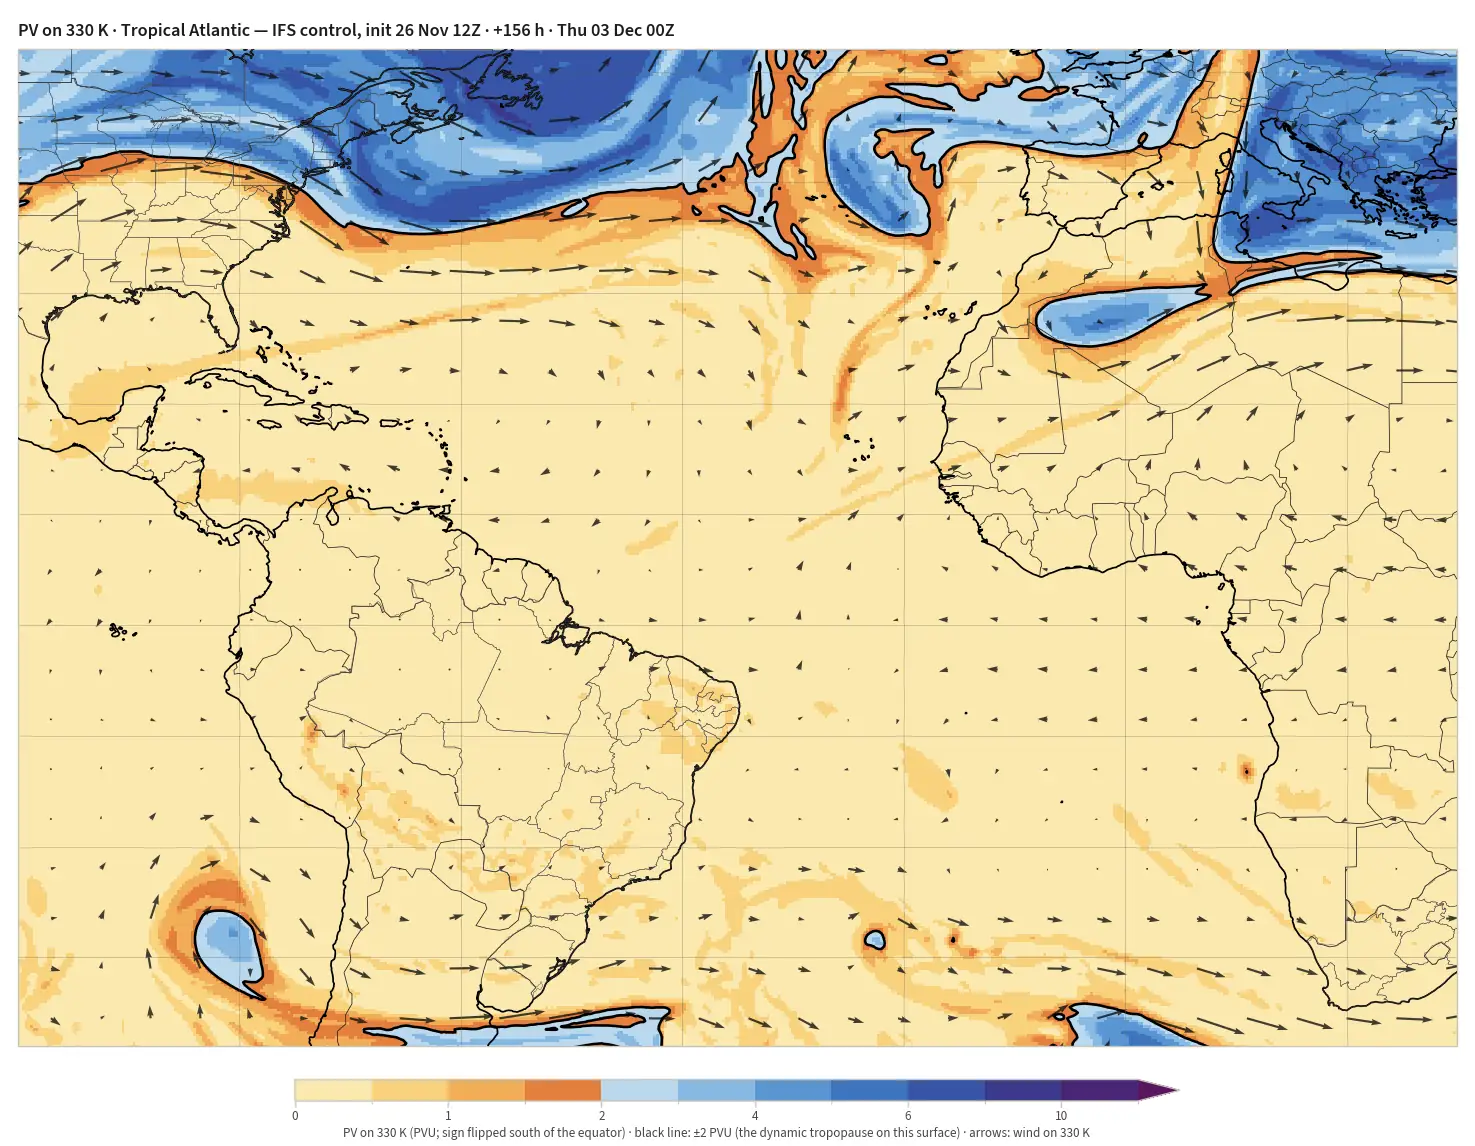 PV on 330 K · Tropical Atlantic — IFS control, init 26 Nov 12Z · +156 h · Thu 03 Dec 00Z
0 1 2 4 6 10
PV on 330 K (PVU; sign flipped south of the equator) · black line: ±2 PVU (the dynamic tropopause on this surface) · arrows: wind on 330 K